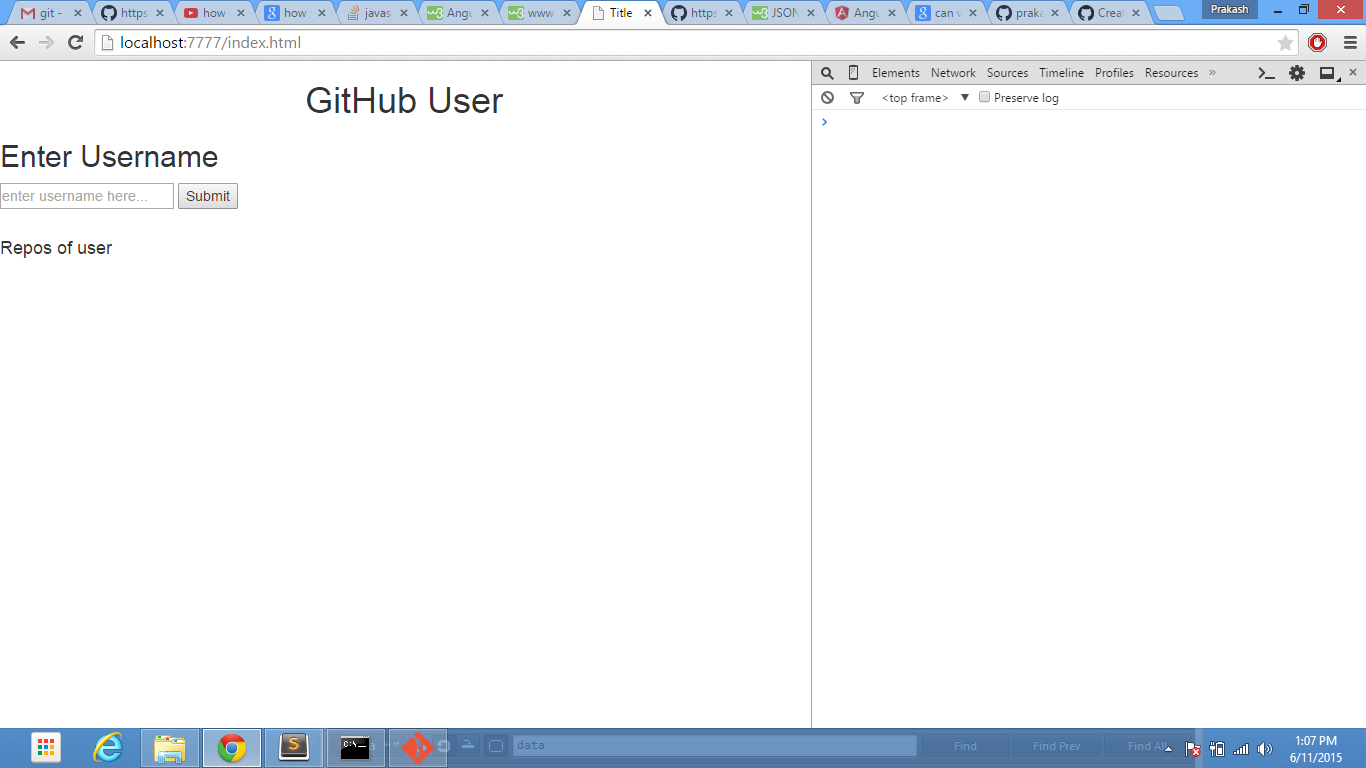 git - https how how javas Angu www Title https JSON Angu can v praka Creat Prakash
localhost:7777/index.html
Elements Network Sources Timeline Profiles Resources »
<top frame> Preserve log
GitHub User
Enter Username
enter username here... Submit
Repos of user
data Find Find Prev Find All
1:07 PM
6/11/2015